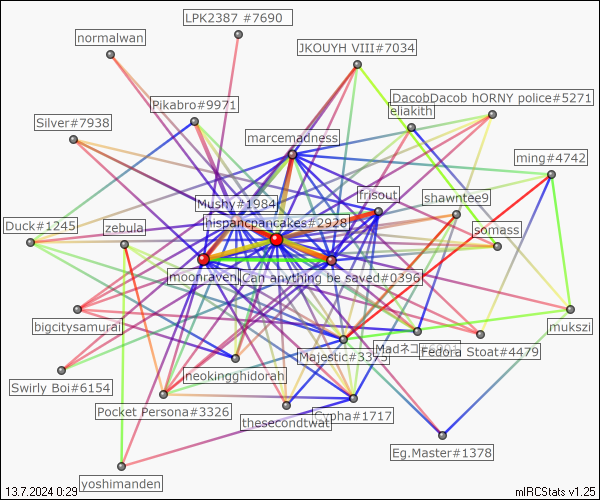 LPK2387 #7690
normalwan
JKOUYH VIII#7034
DacobDacob hORNY police#5271
Pikabro#9971
eliakith
Silver#7938
marcemadness
ming#4742
frisout
shawntee9
Mushy#1984
hispancpancakes#2928
Duck#1245
zebula
somass
moonraven
Can anything be saved#0396
bigcitysamurai
mukszi
Majestic#3375
Madネコ
Fedora Stoat#4479
neokingghidorah
Swirly Boi#6154
Pocket Persona#3326
thesecondtwat
Cypha#1717
Eg.Master#1378
yoshimanden
13.7.2024 0:29
mIRCStats v1.25